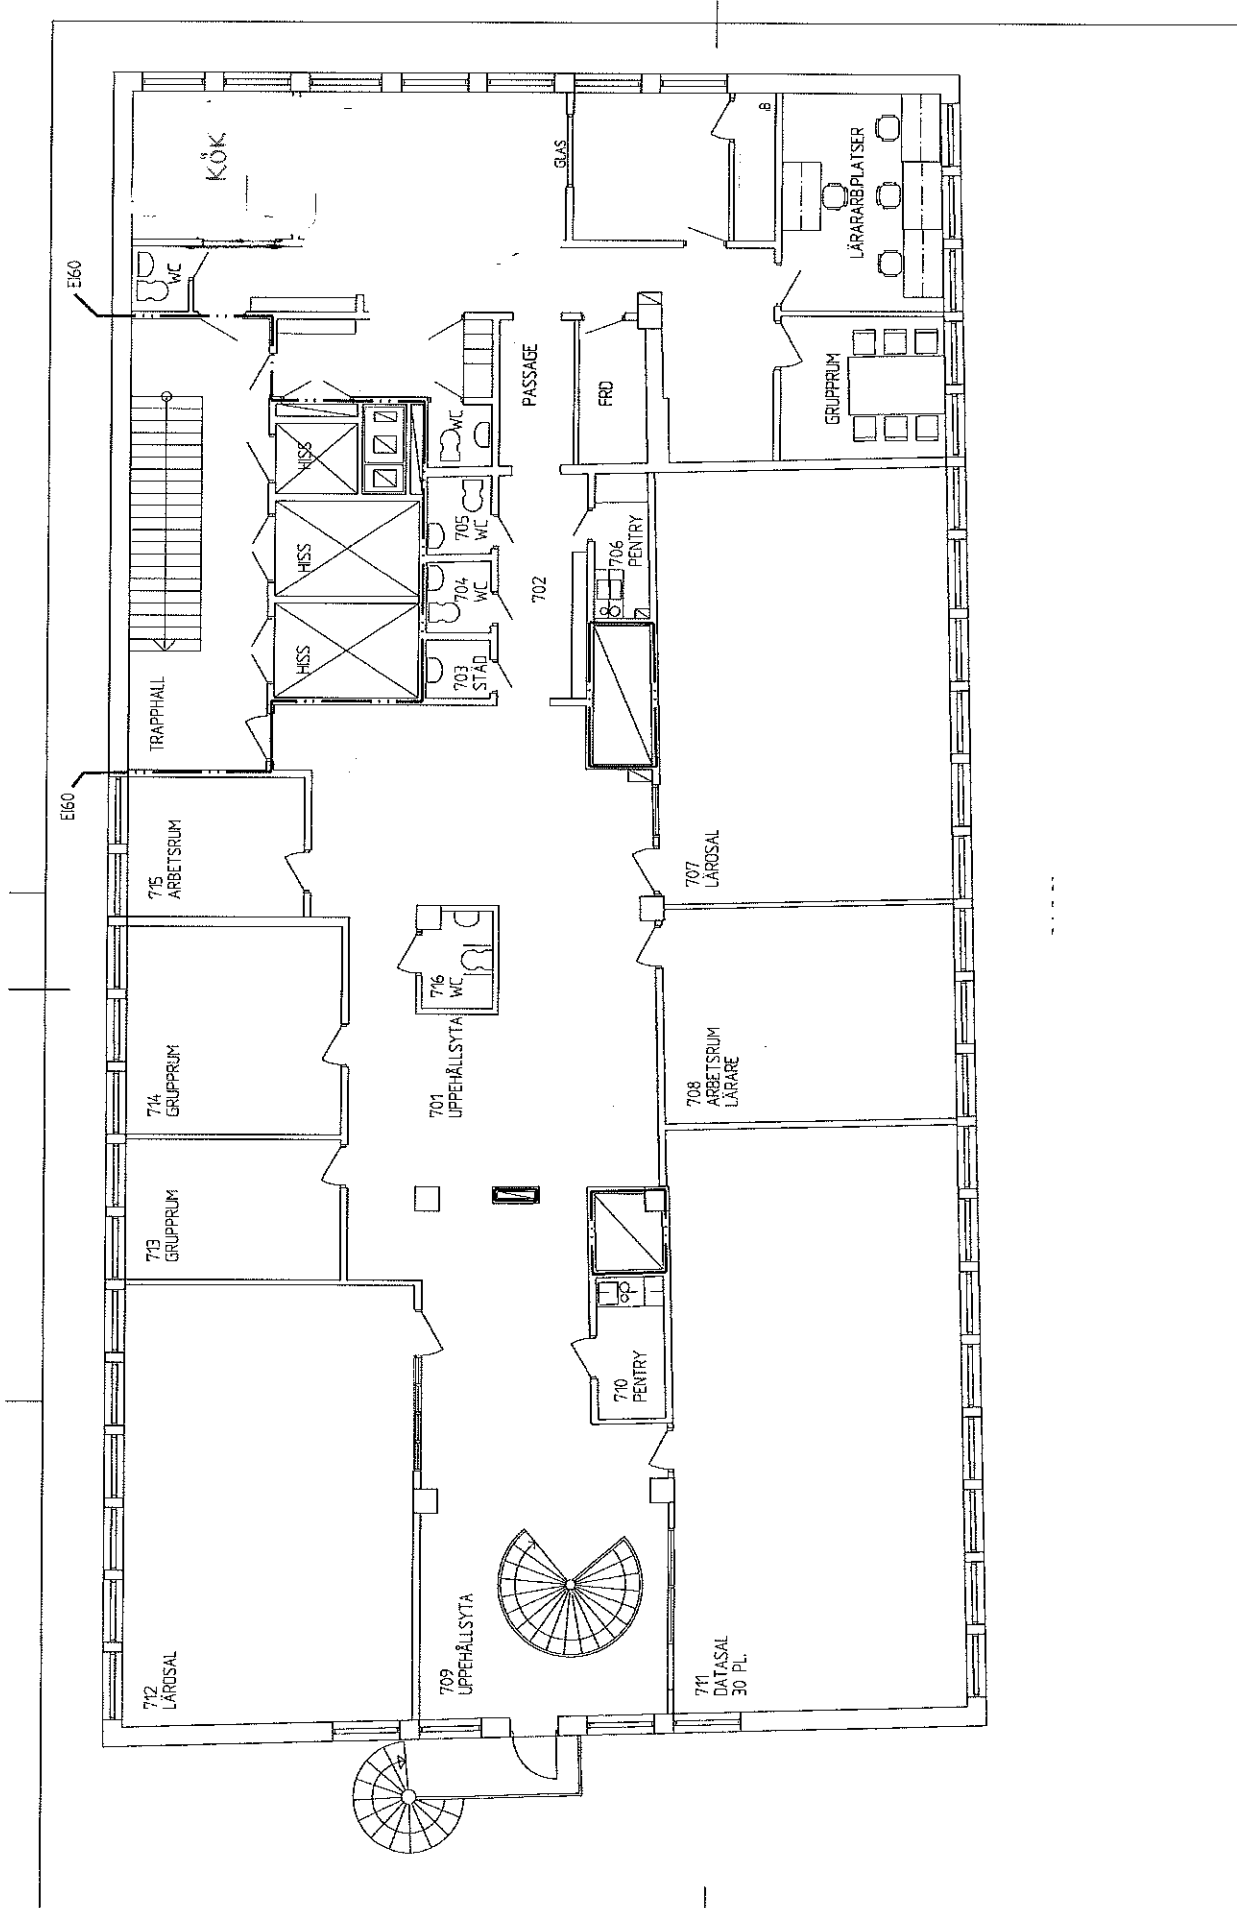 KÖK
GLAS
B
LÄRARARB.PLATSER
WC
EI60
PASSAGE
FRD
GRUPPRUM
WC
HISS
HISS
HISS
705
WC
704
WC
703
STÄD
702
706
PENTRY
TRAPPHALL
EI60
715
ARBETSRUM
707
LÄROSAL
716
WC
701
UPPEHÅLLSYTA
714
GRUPPRUM
708
ARBETSRUM
LÄRARE
713
GRUPPRUM
710
PENTRY
712
LÄROSAL
709
UPPEHÅLLSYTA
711
DATASAL
30 PL.